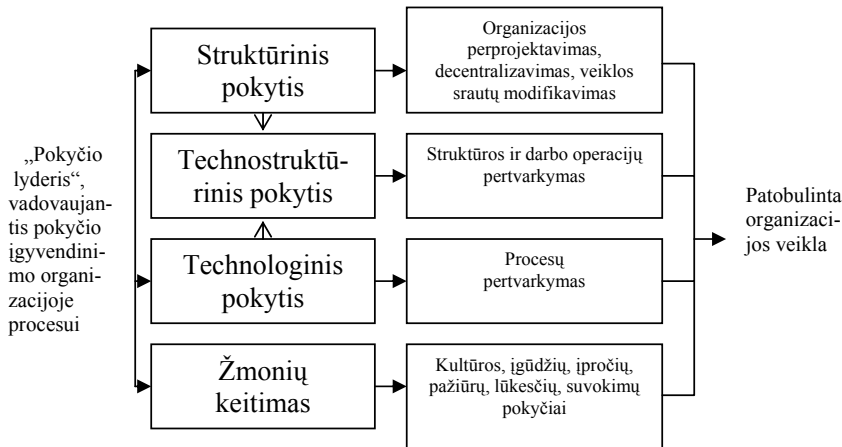 „Pokyčio
lyderis“,
vadovaujan-
tis pokyčio
įgyvendini-
mo organi-
zacijoje
procesui
Struktūrinis
pokytis
Organizacijos
perprojektavimas,
decentralizavimas, veiklos
srautų modifikavimas
Technostruktū-
rinis pokytis
Struktūros ir darbo operacijų
pertvarkymas
Technologinis
pokytis
Procesų
pertvarkymas
Žmonių
keitimas
Kultūros, įgūdžių, įpročių,
pažiūrų, lūkesčių, suvokimų
pokyčiai
Patobulinta
organizaci-
jos veikla